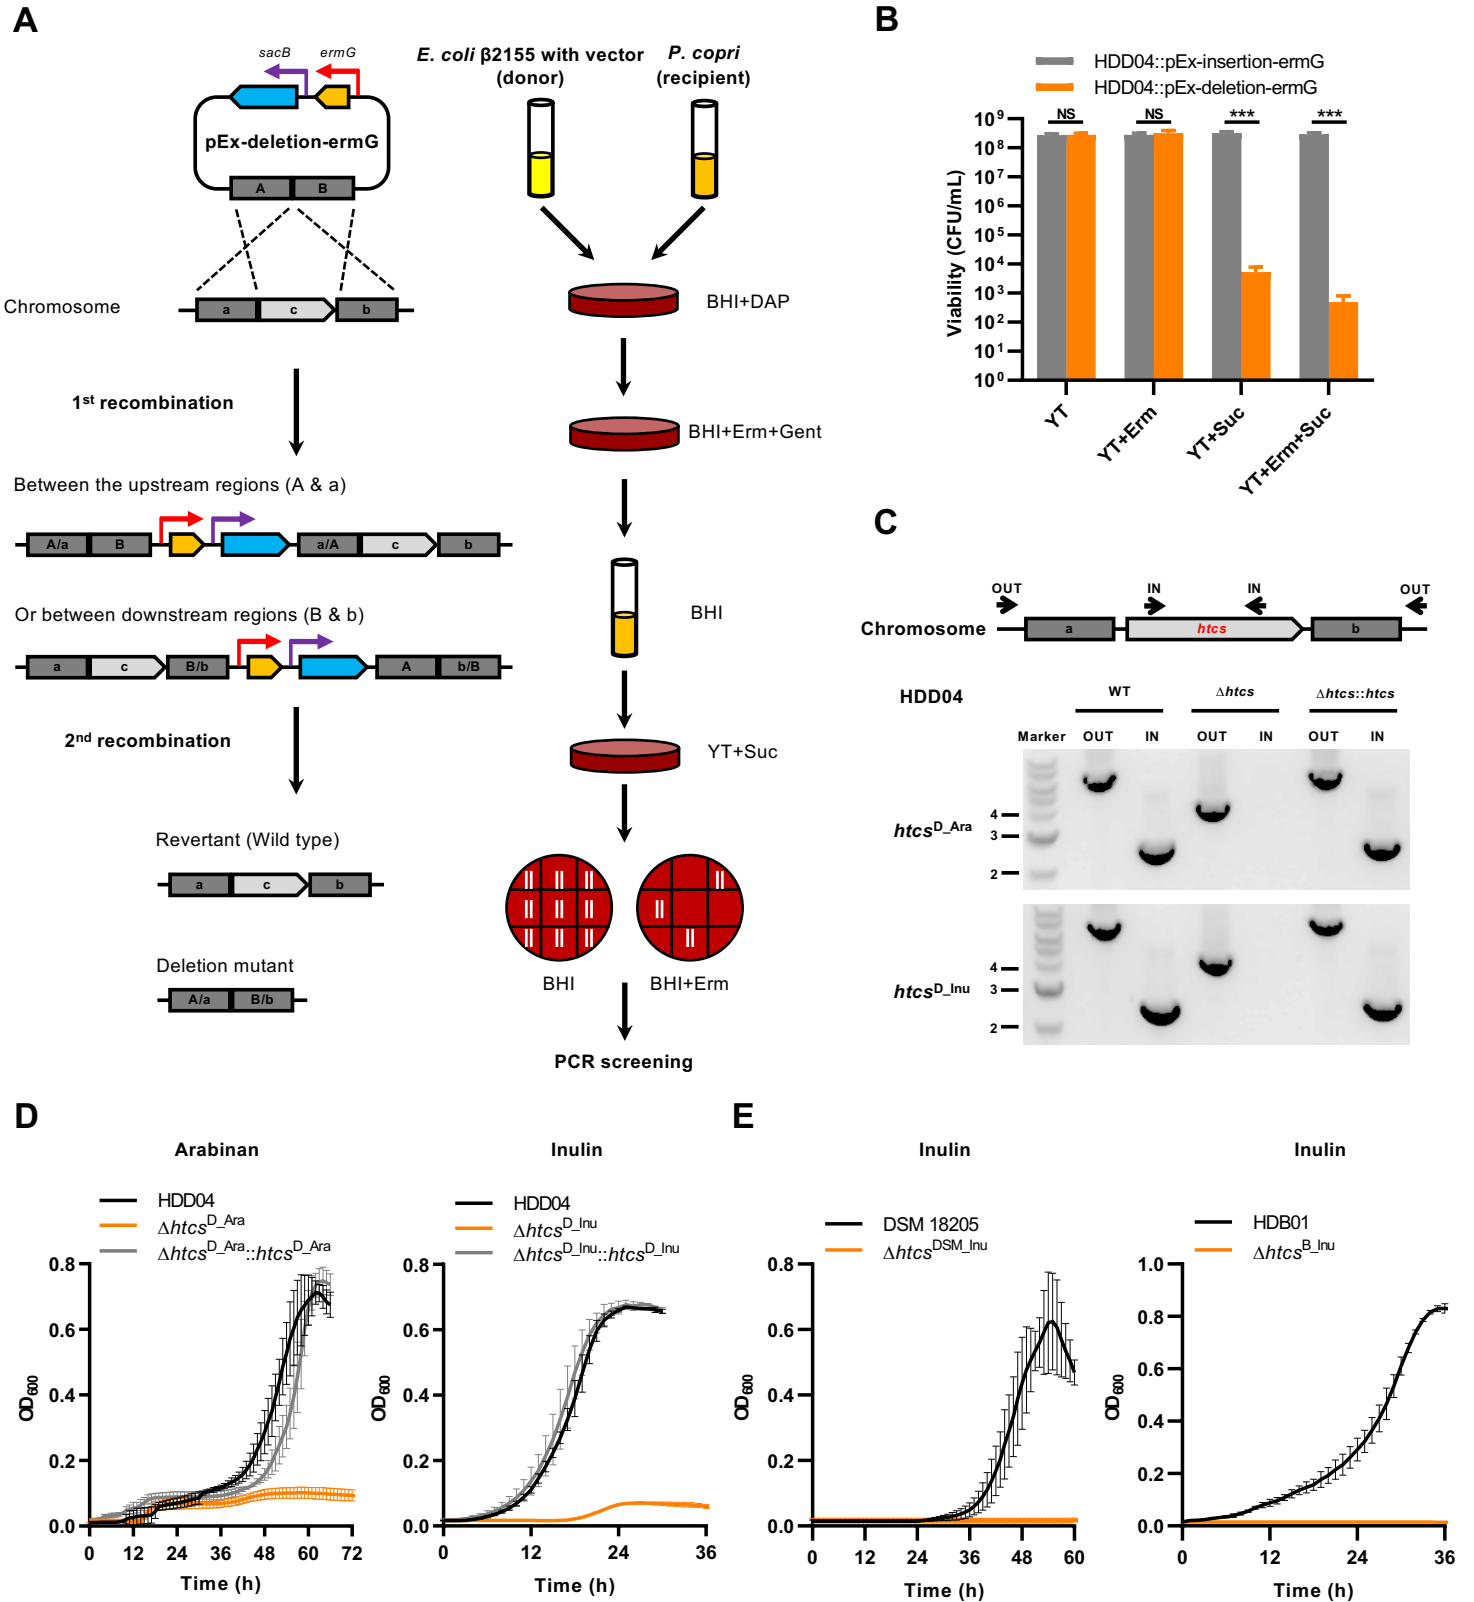 A
sacB ermG
pEx-deletion-ermG
A B
Chromosome
a c b
1st recombination
Between the upstream regions (A & a)
A/a B a/A c b
Or between downstream regions (B & b)
a c B/b A b/B
2nd recombination
Revertant (Wild type)
a c b
Deletion mutant
A/a B/b
E. coli β2155 with vector
(donor)
P. copri
(recipient)
BHI+DAP
BHI+Erm+Gent
BHI
YT+Suc
BHI BHI+Erm
PCR screening
B
HDD04::pEx-insertion-ermG
HDD04::pEx-deletion-ermG
NS NS *** ***
Viability (CFU/mL)
10⁹
10⁸
10⁷
10⁶
10⁵
10⁴
10³
10²
10¹
10⁰
YT
YT+Erm
YT+Suc
YT+Erm+Suc
C
OUT IN IN OUT
Chromosome a htcs b
HDD04 WT Δhtcs Δhtcs::htcs
Marker OUT IN OUT IN OUT IN
htcsD_Ara
4
3
2
htcsD_Inu
4
3
2
D
Arabinan
HDD04
ΔhtcsD_Ara
ΔhtcsD_Ara::htcsD_Ara
OD600
0.8
0.6
0.4
0.2
0.0
0 12 24 36 48 60 72
Time (h)
Inulin
HDD04
ΔhtcsD_Inu
ΔhtcsD_Inu::htcsD_Inu
OD600
0.8
0.6
0.4
0.2
0.0
0 12 24 36
Time (h)
E
Inulin
DSM 18205
ΔhtcsDSM_Inu
OD600
0.8
0.6
0.4
0.2
0.0
0 12 24 36 48 60
Time (h)
Inulin
HDB01
ΔhtcsB_Inu
OD600
1.0
0.8
0.6
0.4
0.2
0.0
0 12 24 36
Time (h)